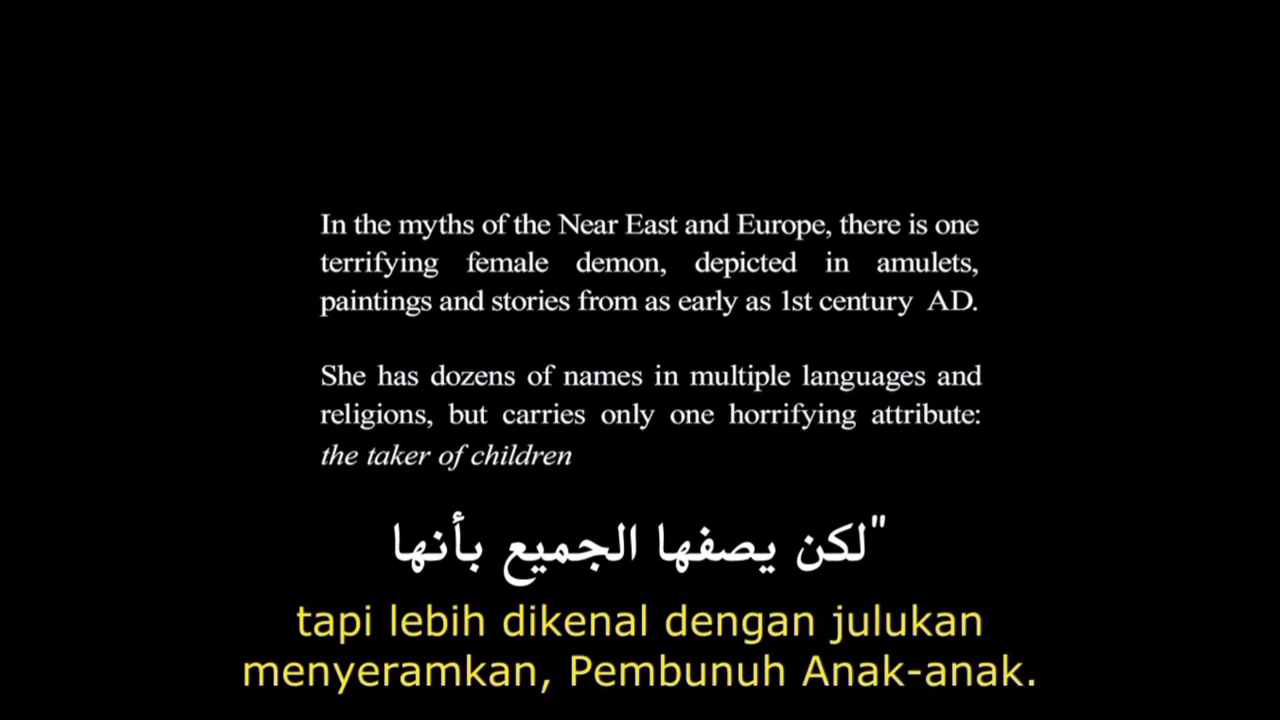 In the myths of the Near East and Europe, there is one
terrifying female demon, depicted in amulets,
paintings and stories from as early as 1st century AD.
She has dozens of names in multiple languages and
religions, but carries only one horrifying attribute:
the taker of children
"لكن يصفها الجميع بأنها
tapi lebih dikenal dengan julukan
menyeramkan, Pembunuh Anak-anak.